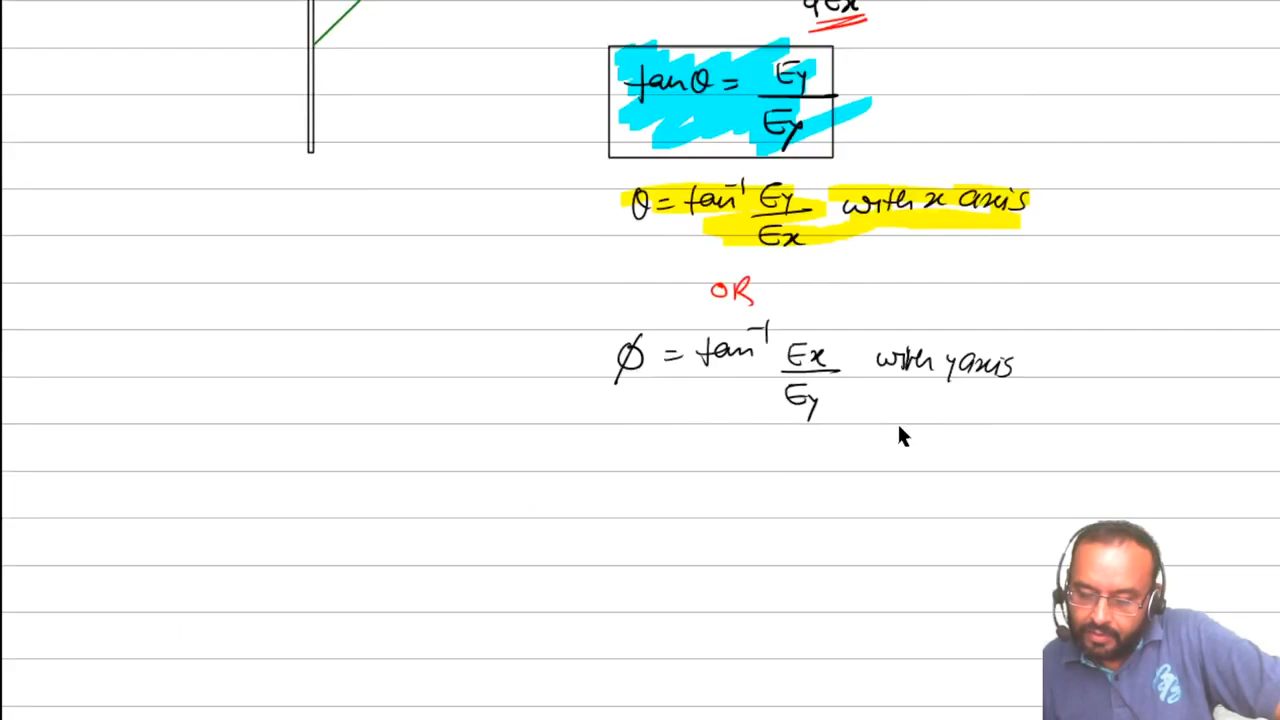 qEx
tanθ = Ey/Ey
θ = tan⁻¹ Ey/Ex with x axis
OR
ϕ = tan⁻¹ Ex/Ey with y axis